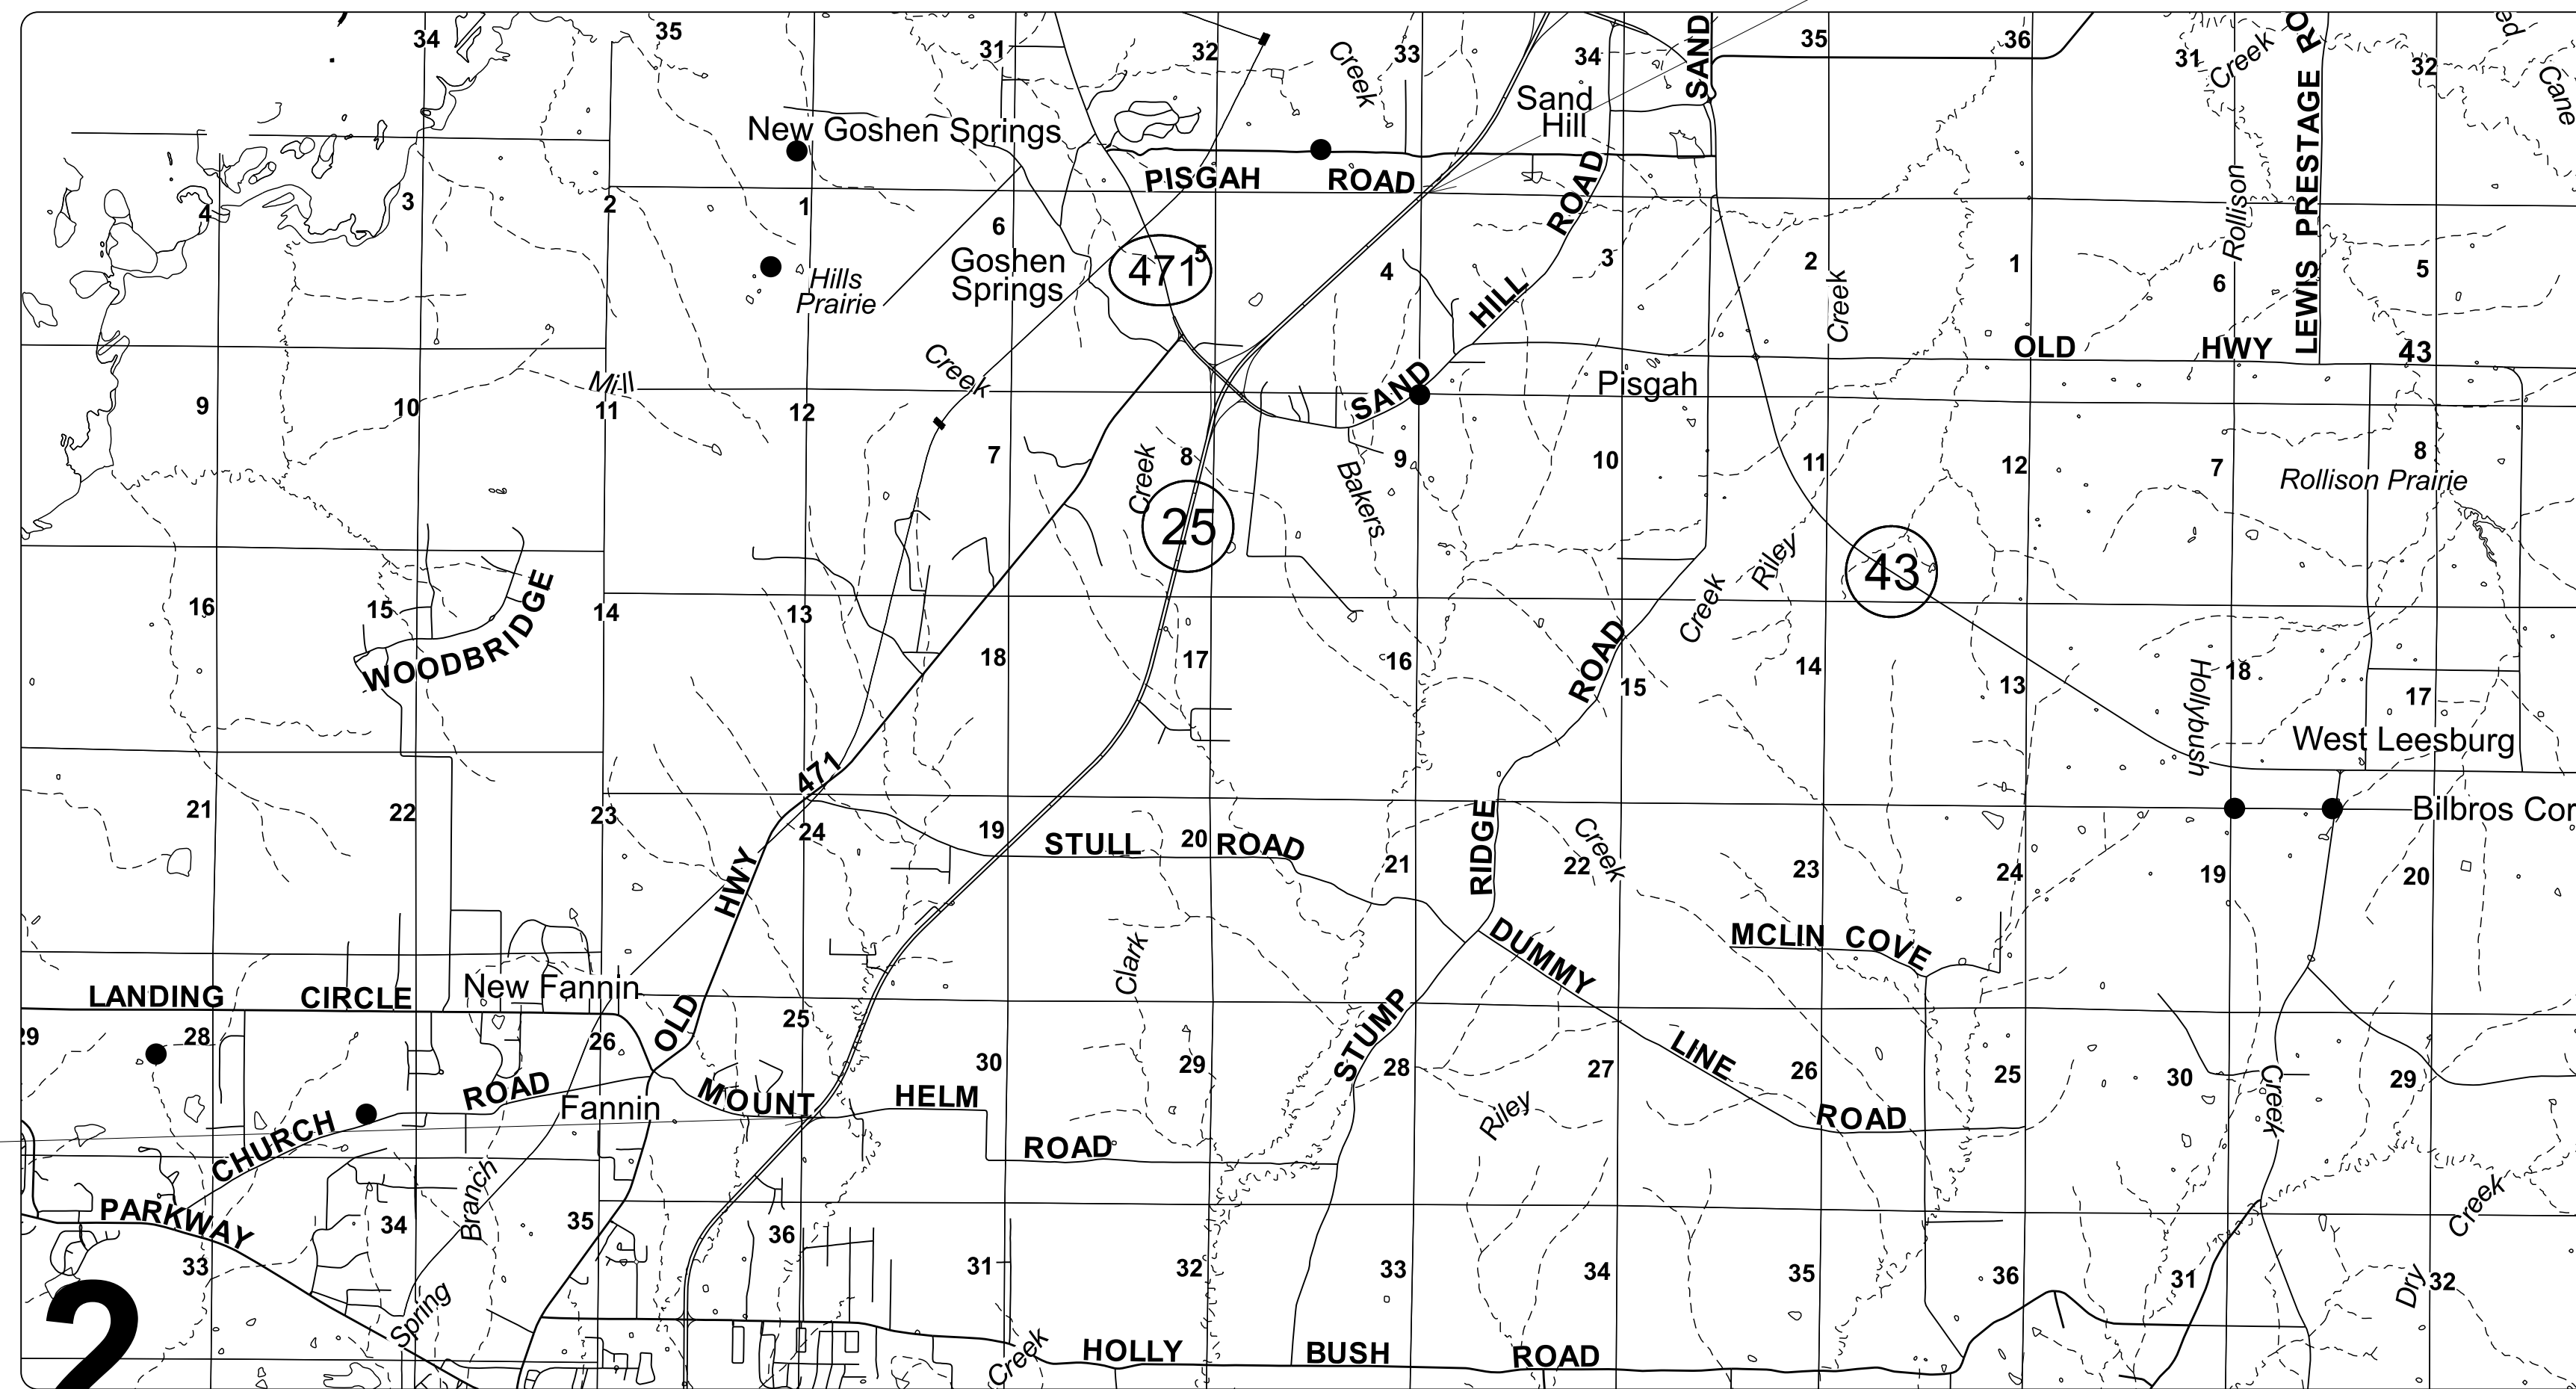 34
35
31
32
Creek
33
34
SAND
35
36
31
Creek
32
Cane
New Goshen Springs
Sand
Hill
PISGAH ROAD
ROAD
Rollison
LEWIS PRESTAGE
4
3
2
1
6
5
471
4
3
2
1
6
5
Hills
Prairie
Goshen
Springs
HILL
Creek
OLD HWY 43
Creek
SAND
Pisgah
Mill
9
10
11
12
7
8
9
10
11
12
7
8
Creek
Bakers
Rollison Prairie
25
43
Riley
Creek
WOODBRIDGE
16
15
14
13
18
17
16
ROAD
15
14
13
18
17
Hollybush
West Leesburg
471
21
22
23
24
19
STULL
20
ROAD
21
RIDGE
22
Creek
23
24
19
20
Bilbros Cor
HWY
Clark
DUMMY
MCLIN COVE
LANDING CIRCLE
New Fannin
OLD
29
28
26
25
30
29
STUMP
28
27
LINE
26
25
30
29
Creek
CHURCH ROAD
Fannin
MOUNT HELM
ROAD
Riley
ROAD
PARKWAY
Branch
34
33
35
36
31
32
33
34
35
36
31
Creek
Dry
32
2
Spring
Creek
HOLLY BUSH ROAD